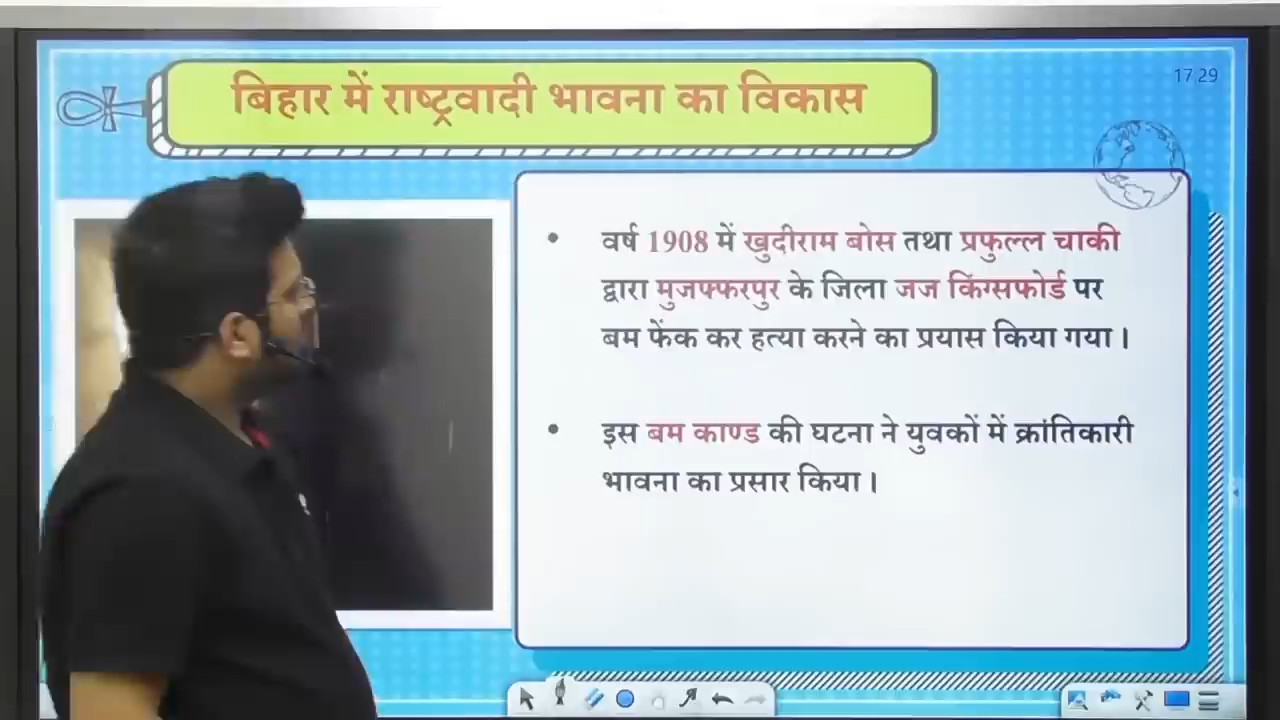 बिहार में राष्ट्रवादी भावना का विकास
17 29
• वर्ष 1908 में खुदीराम बोस तथा प्रफुल्ल चाकी
द्वारा मुजफ्फरपुर के जिला जज किंग्सफोर्ड पर
बम फेंक कर हत्या करने का प्रयास किया गया।
• इस बम काण्ड की घटना ने युवकों में क्रांतिकारी
भावना का प्रसार किया।